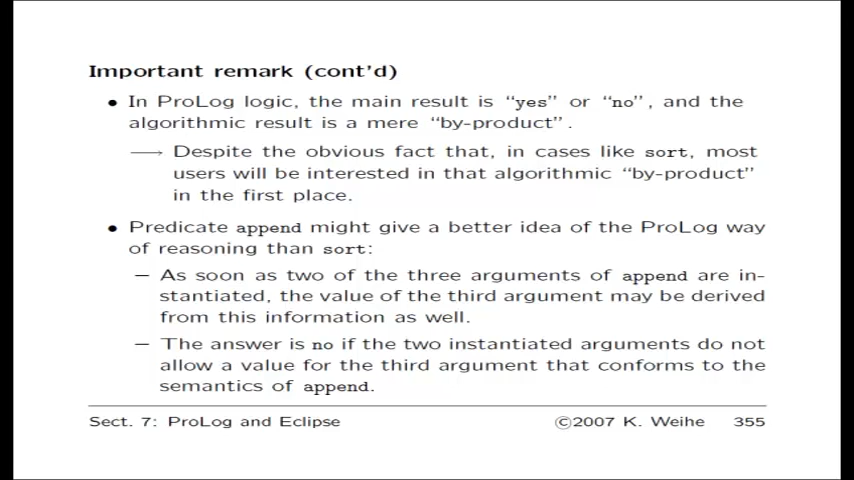 Important remark (cont'd)
• In ProLog logic, the main result is "yes" or "no", and the
algorithmic result is a mere "by-product".
⟶ Despite the obvious fact that, in cases like sort, most
users will be interested in that algorithmic "by-product"
in the first place.
• Predicate append might give a better idea of the ProLog way
of reasoning than sort:
– As soon as two of the three arguments of append are in-
stantiated, the value of the third argument may be derived
from this information as well.
– The answer is no if the two instantiated arguments do not
allow a value for the third argument that conforms to the
semantics of append.
Sect. 7: ProLog and Eclipse ©2007 K. Weihe 355